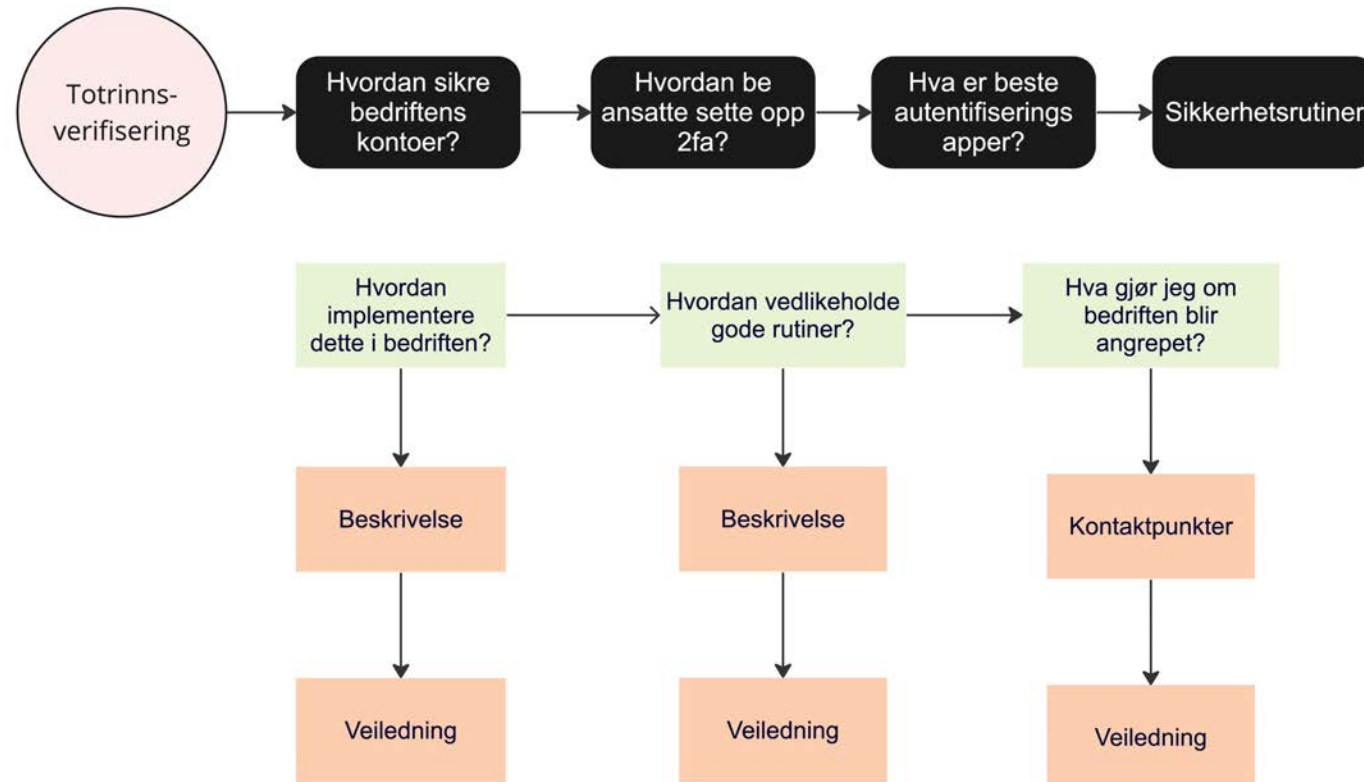 Totrinns-
verifisering
Hvordan sikre
bedriftens
kontoer?
Hvordan be
ansatte sette opp
2fa?
Hva er beste
autentifiserings
apper?
Sikkerhetsrutiner
Hvordan
implementere
dette i bedriften?
Hvordan vedlikeholde
gode rutiner?
Hva gjør jeg om
bedriften blir
angrepet?
Beskrivelse
Beskrivelse
Kontaktpunkter
Veiledning
Veiledning
Veiledning